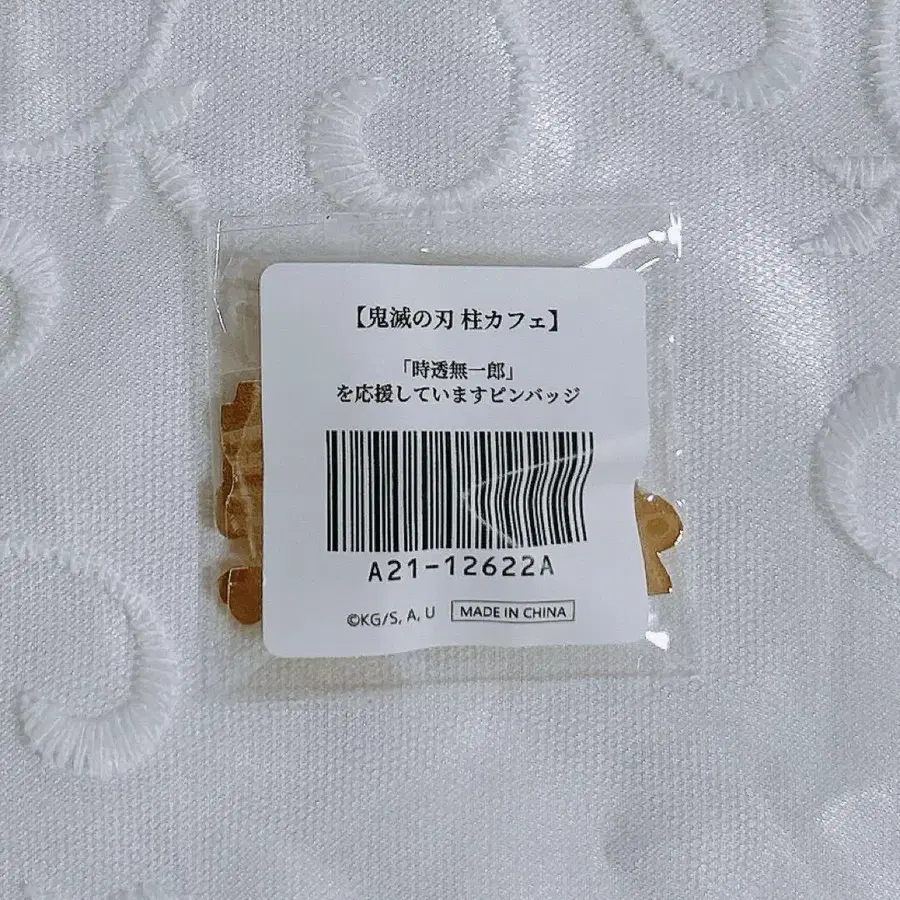 【鬼滅の刃 柱カフェ】
「時透無一郎」
を応援していますピンバッジ
A21-12622A
©KG/S, A, U MADE IN CHINA